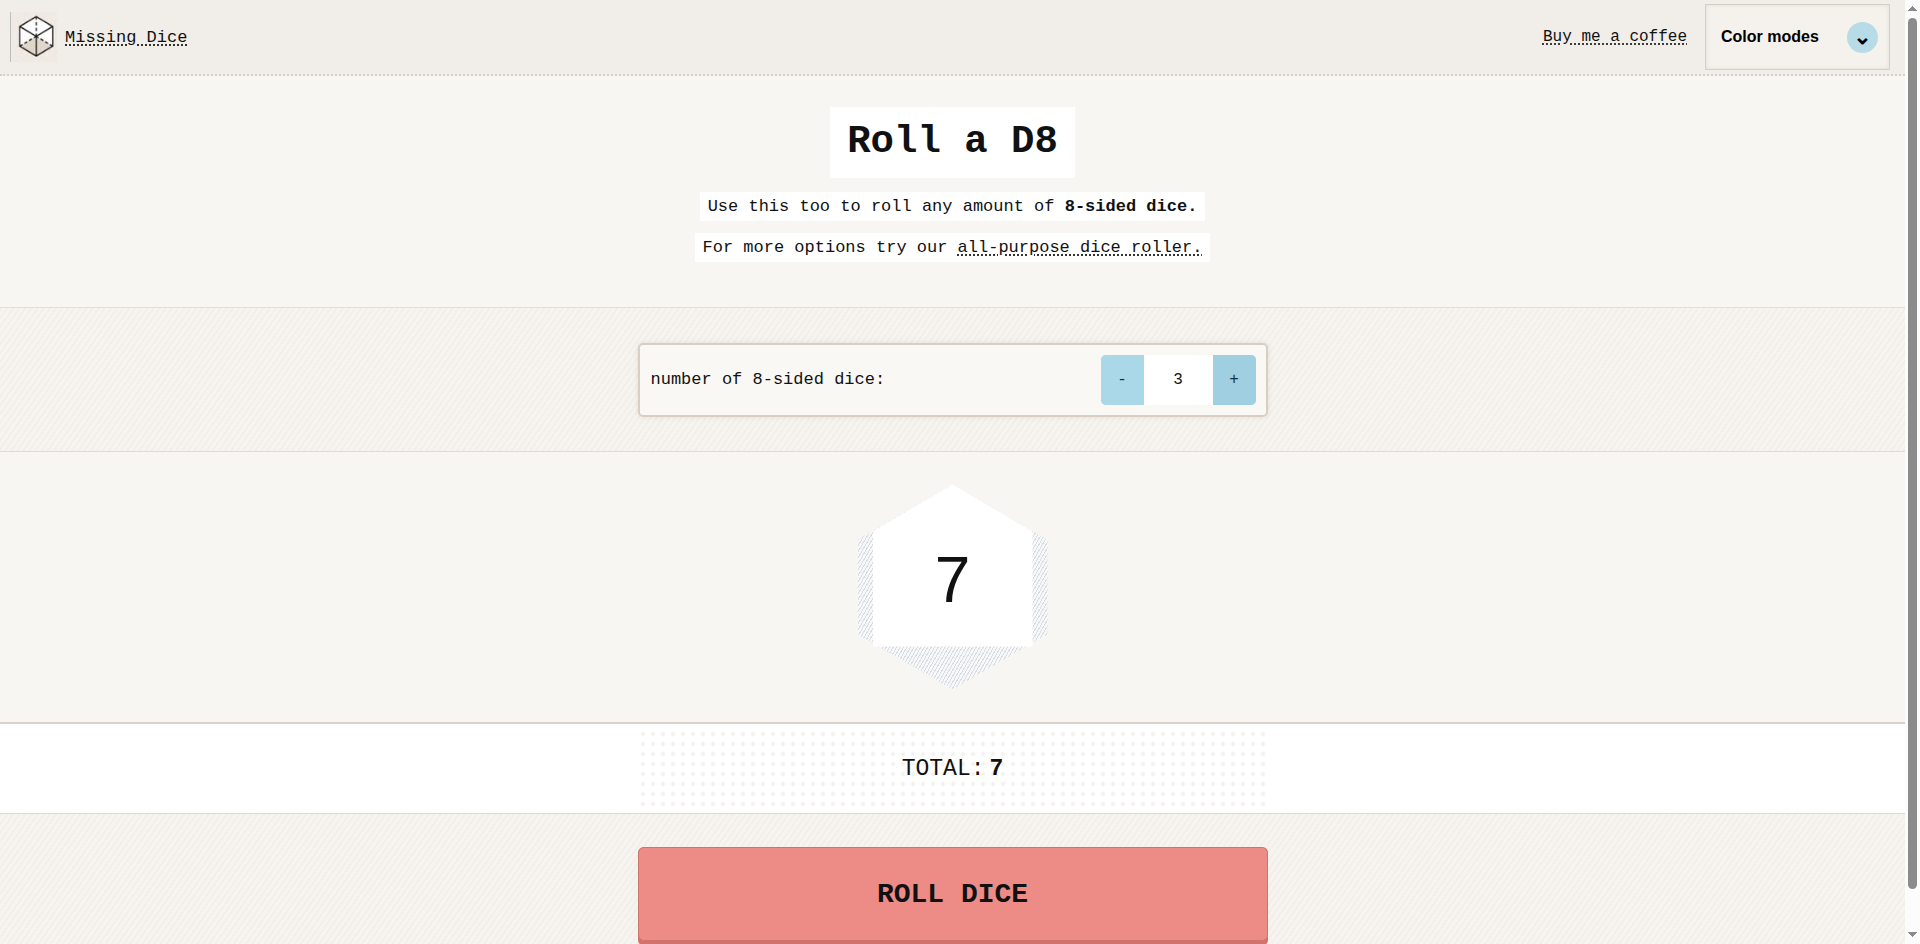 Missing Dice
Buy me a coffee
Color modes
Roll a D8
Use this too to roll any amount of 8-sided dice.
For more options try our all-purpose dice roller.
number of 8-sided dice:
- 3 +
7
TOTAL: 7
ROLL DICE